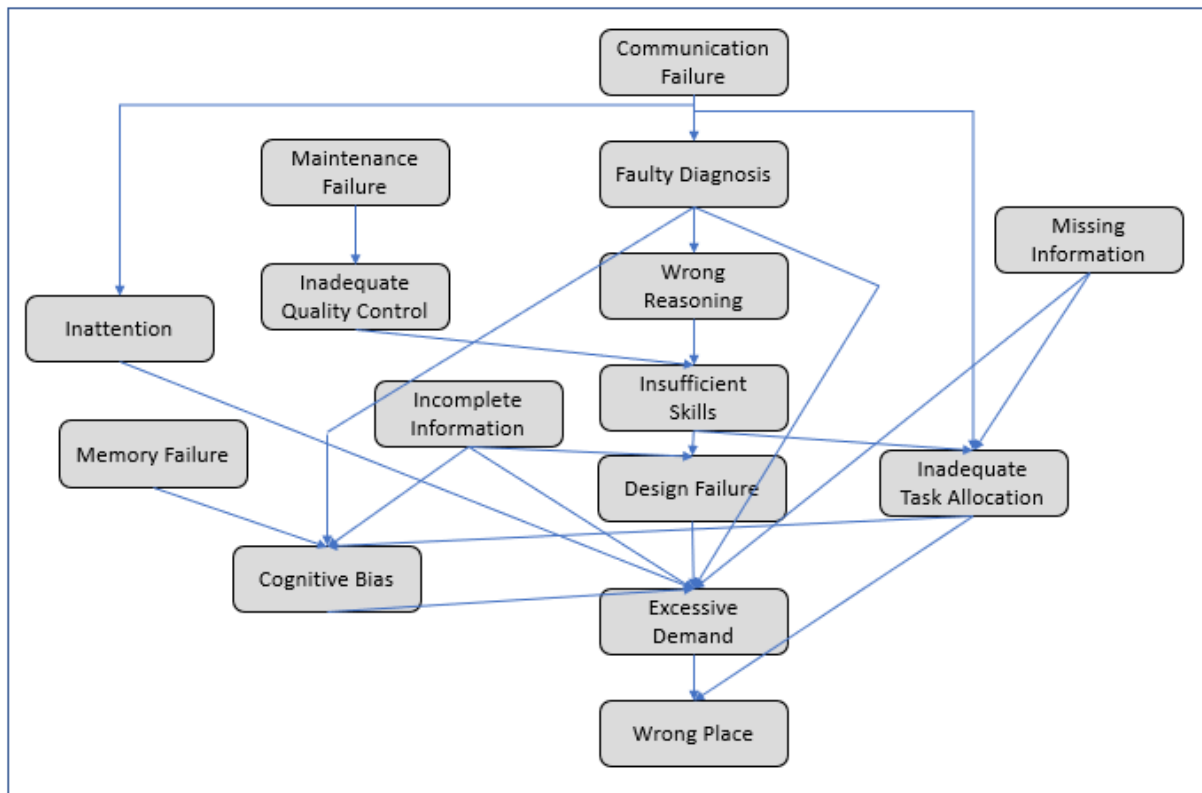 Communication
Failure
Maintenance
Failure
Faulty Diagnosis
Missing
Information
Inadequate
Quality Control
Wrong
Reasoning
Inattention
Insufficient
Skills
Incomplete
Information
Memory Failure
Design Failure
Inadequate
Task Allocation
Cognitive Bias
Excessive
Demand
Wrong Place